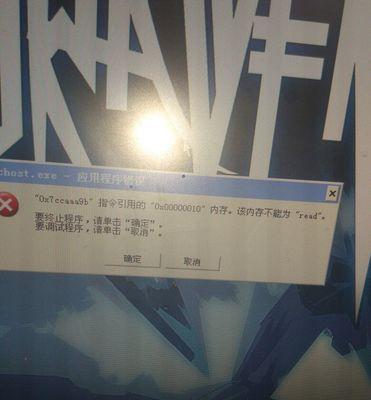 chost.exe - 应用程序错误
"0x7ccaaa9b" 指令引用的 "0x00000010" 内存。该内存不能为 "read"。
要终止程序，请单击 "确定"。
要调试程序，请单击 "取消"。
确定
取消